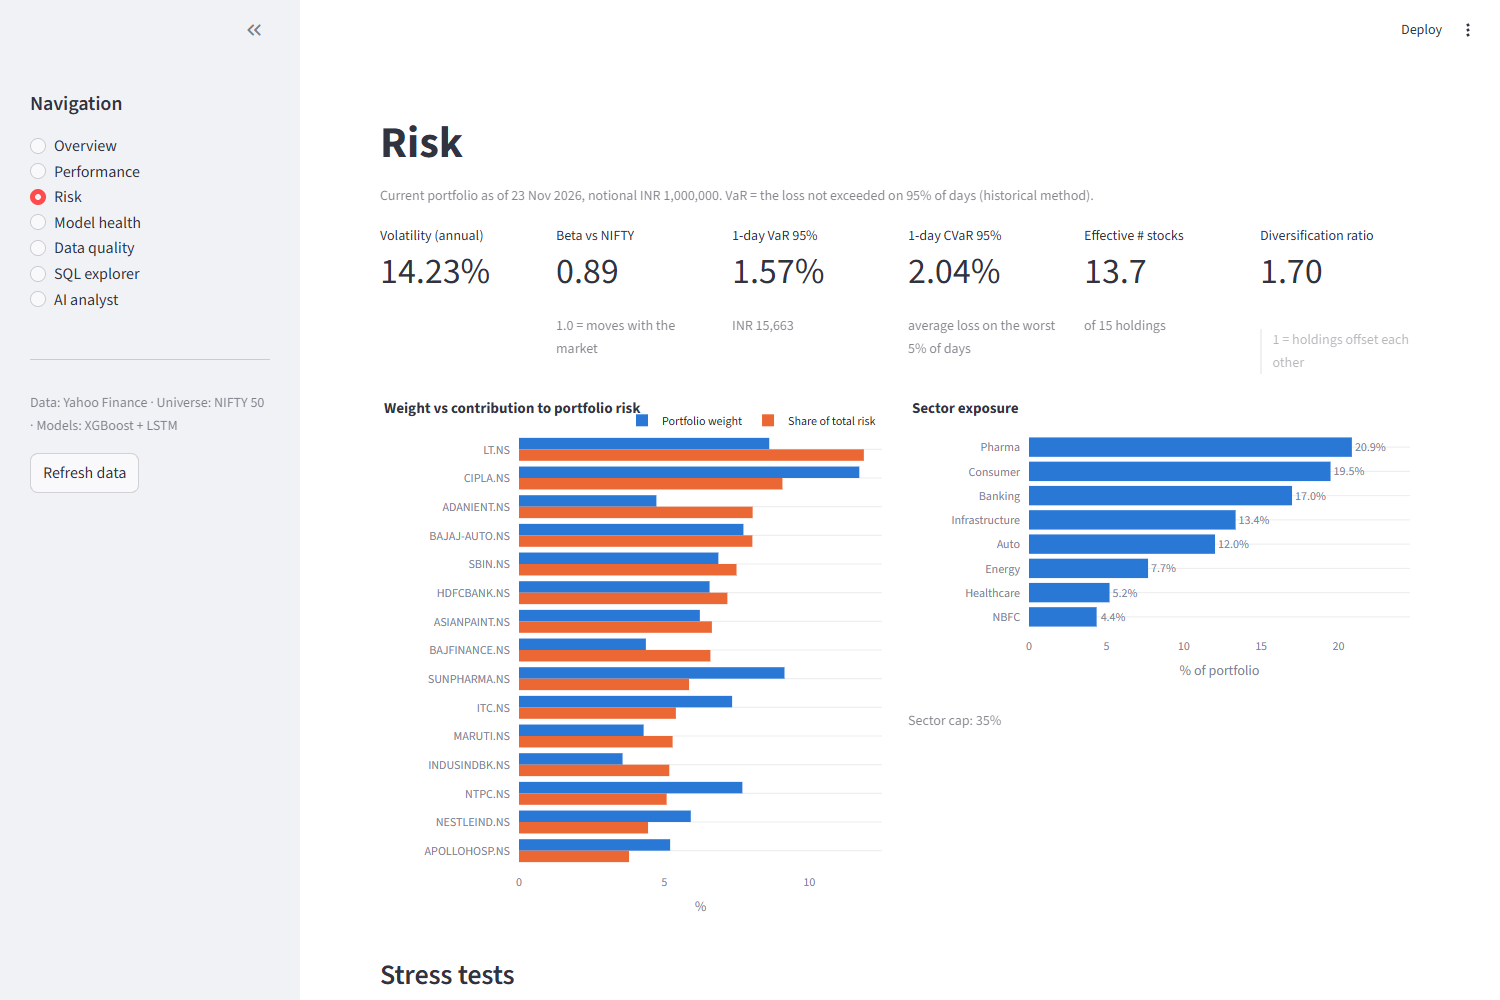 Deploy
Navigation
Overview
Performance
Risk
Model health
Data quality
SQL explorer
AI analyst
Data: Yahoo Finance · Universe: NIFTY 50
· Models: XGBoost + LSTM
Refresh data
Risk
Current portfolio as of 23 Nov 2026, notional INR 1,000,000. VaR = the loss not exceeded on 95% of days (historical method).
Volatility (annual)
14.23%
Beta vs NIFTY
0.89
1.0 = moves with the
market
1-day VaR 95%
1.57%
INR 15,663
1-day CVaR 95%
2.04%
average loss on the worst
5% of days
Effective # stocks
13.7
of 15 holdings
Diversification ratio
1.70
1 = holdings offset each
other
Weight vs contribution to portfolio risk
Portfolio weight
Share of total risk
LT.NS
CIPLA.NS
ADANIENT.NS
BAJAJ-AUTO.NS
SBIN.NS
HDFCBANK.NS
ASIANPAINT.NS
BAJFINANCE.NS
SUNPHARMA.NS
ITC.NS
MARUTI.NS
INDUSINDBK.NS
NTPC.NS
NESTLEIND.NS
APOLLOHOSP.NS
0 5 10
%
Sector exposure
Pharma 20.9%
Consumer 19.5%
Banking 17.0%
Infrastructure 13.4%
Auto 12.0%
Energy 7.7%
Healthcare 5.2%
NBFC 4.4%
0 5 10 15 20
% of portfolio
Sector cap: 35%
Stress tests